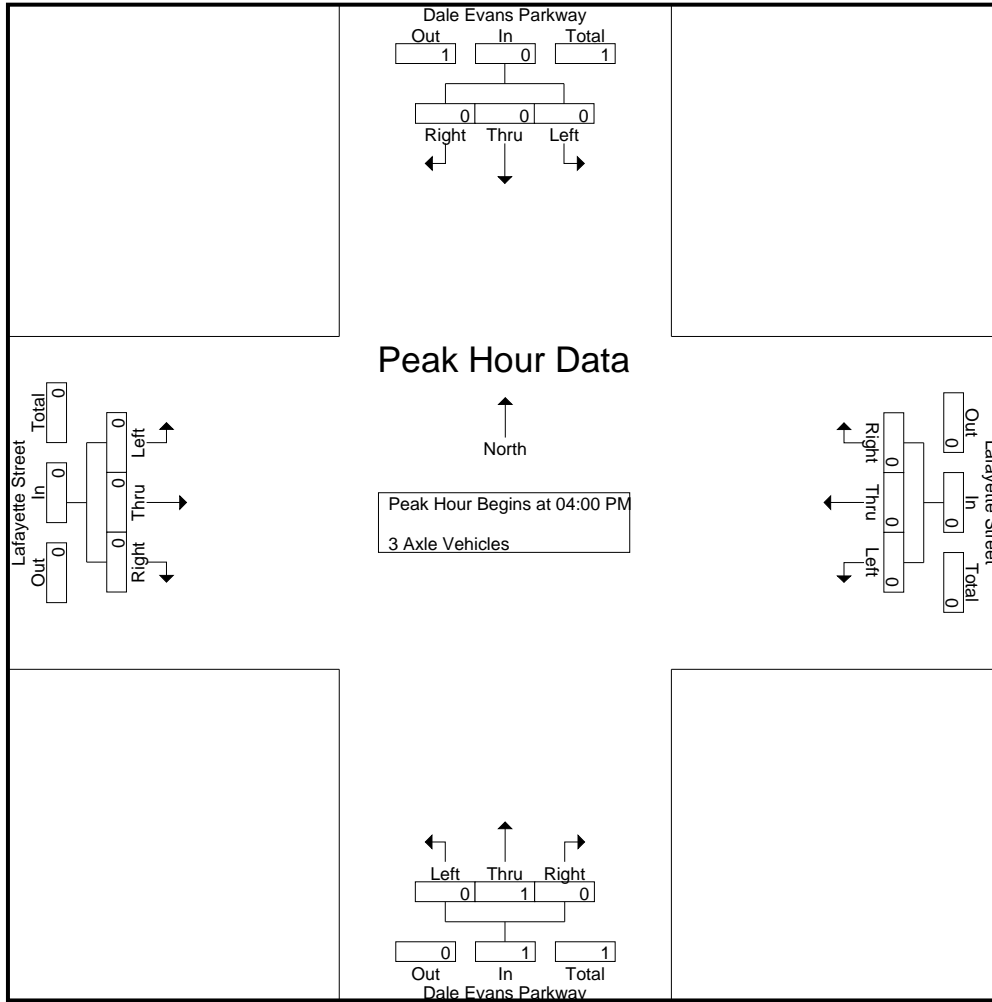 Dale Evans Parkway
Out In Total
1 0 1
0 0 0
Right Thru Left
Peak Hour Data
North
Peak Hour Begins at 04:00 PM
3 Axle Vehicles
Lafayette Street
Total In Out
0 0 0
0 0 0
Left Thru Right
Right Thru Left
0 0 0
0 0 0
Out In Total
Lafayette Street
Left Thru Right
0 1 0
0 1 1
Out In Total
Dale Evans Parkway